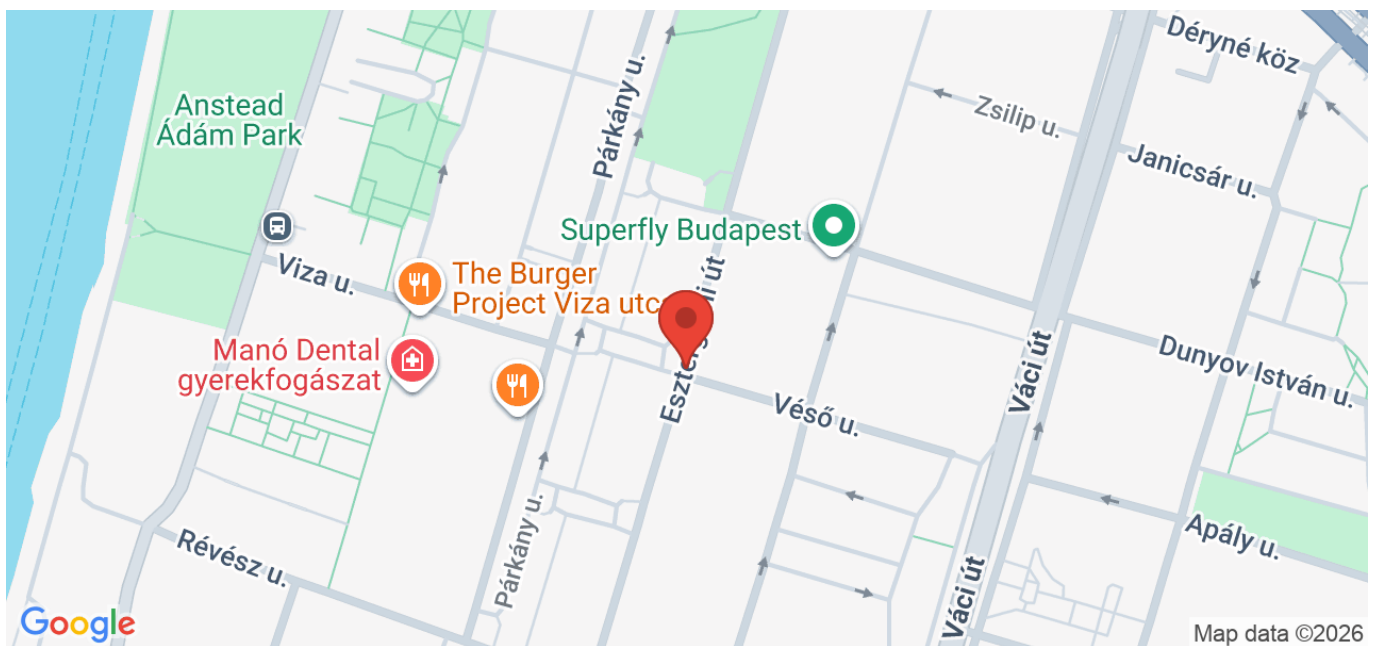 Déryné köz
Anstead
Ádám Park
Párkány u.
Zsilip u.
Janicsár u.
Superfly Budapest
Viza u.
The Burger
Project Viza utc
Manó Dental
gyerekfogászat
Váci út
Dunyov István u.
Véső u.
Párkány u.
Révész u.
Apály u.
Váci út
Google
Map data ©2026